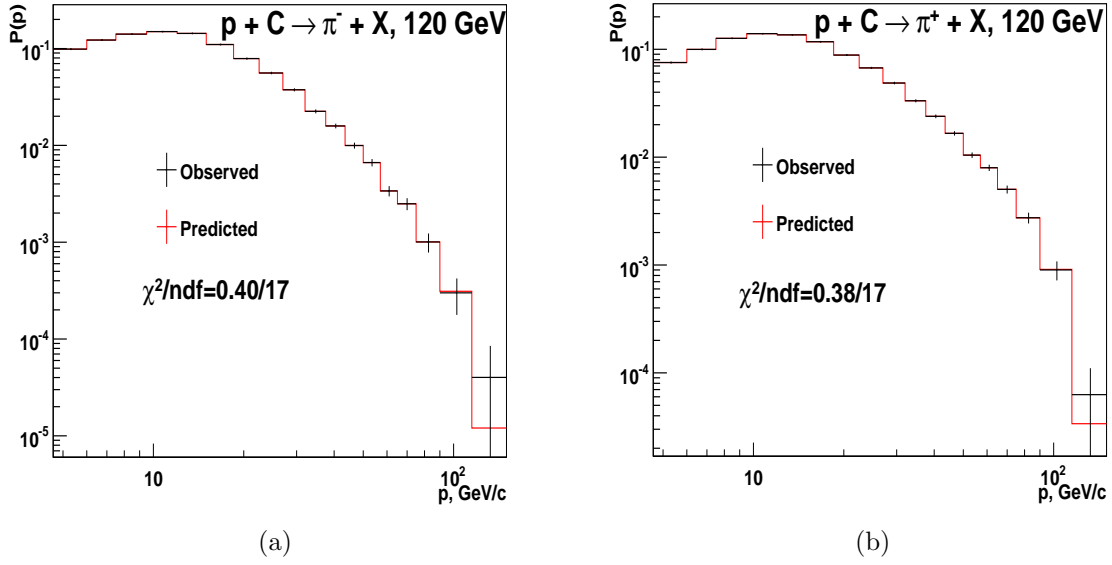 p + C → π⁻ + X, 120 GeV
P(p)
10⁻¹
10⁻²
10⁻³
10⁻⁴
10⁻⁵
Observed
Predicted
χ²/ndf=0.40/17
10
10²
p, GeV/c
(a)
p + C → π⁺ + X, 120 GeV
P(p)
10⁻¹
10⁻²
10⁻³
10⁻⁴
Observed
Predicted
χ²/ndf=0.38/17
10
10²
p, GeV/c
(b)